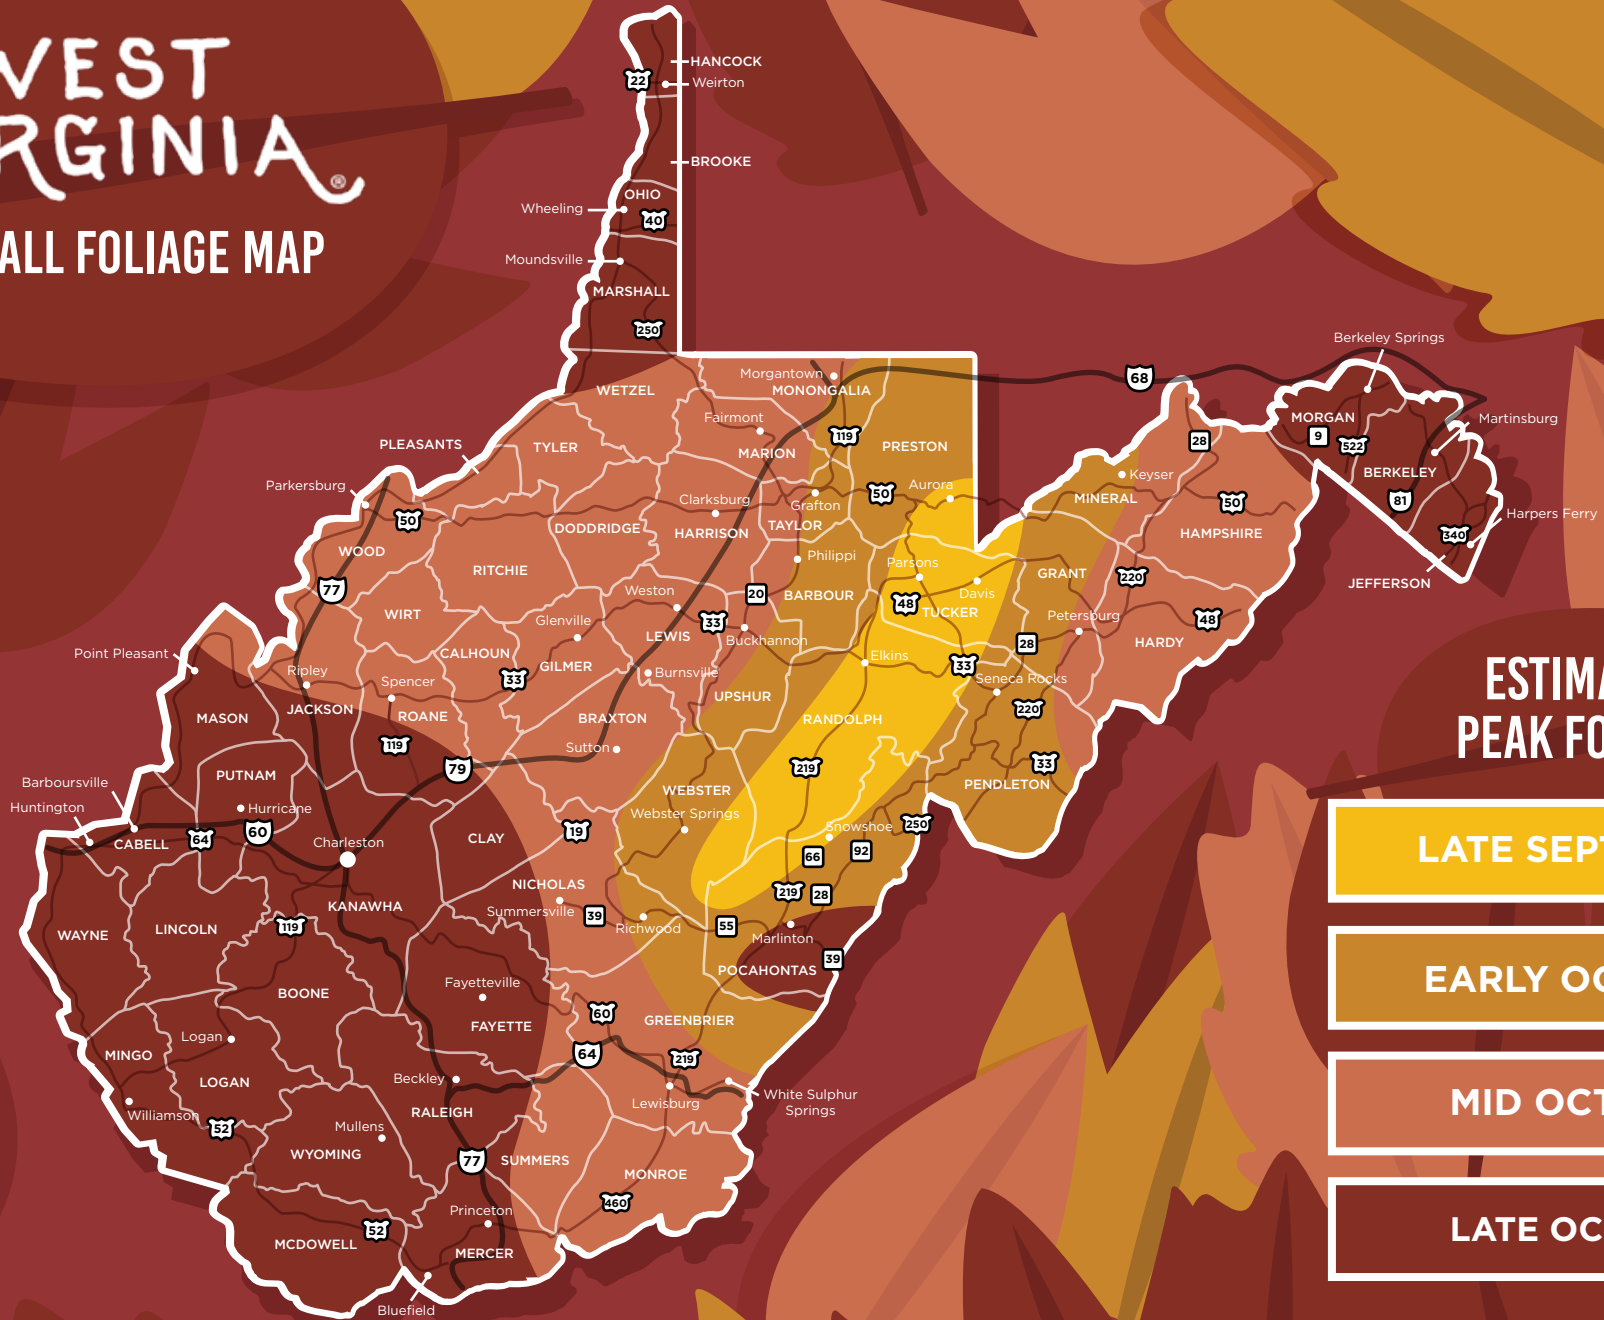 VEST
RGINIA®
ALL FOLIAGE MAP
HANCOCK
22
Weirton
BROOKE
OHIO
Wheeling
40
Moundsville
MARSHALL
250
Berkeley Springs
68
Morgantown
MONONGALIA
WETZEL
Fairmont
119
PRESTON
MORGAN
9
522
Martinsburg
PLEASANTS
TYLER
MARION
28
BERKELEY
Keyser
Parkersburg
50
Aurora
MINERAL
81
Clarksburg
Grafton
50
Harpers Ferry
50
DODDRIDGE
HARRISON
TAYLOR
HAMPSHIRE
340
WOOD
Philippi
Parsons
GRANT
220
JEFFERSON
RITCHIE
77
Weston
20
BARBOUR
48
Davis
TUCKER
WIRT
Glenville
33
Petersburg
48
LEWIS
Buckhannon
28
HARDY
Point Pleasant
CALHOUN
GILMER
Elkins
33
Ripley
33
Burnsville
Seneca Rocks
Spencer
UPSHUR
220
MASON
JACKSON
ROANE
BRAXTON
RANDOLPH
119
Sutton
79
219
33
ESTIMA
PEAK FO
PUTNAM
WEBSTER
PENDLETON
Barboursville
Huntington
Hurricane
Webster Springs
Snowshoe
250
CABELL
64
60
Charleston
CLAY
19
66
92
LATE SEPT
NICHOLAS
219
28
KANAWHA
Summersville
39
Richwood
55
Marlinton
WAYNE
LINCOLN
119
39
POCAHONTAS
EARLY OC
BOONE
Fayetteville
60
GREENBRIER
FAYETTE
Logan
MINGO
64
219
LOGAN
Beckley
White Sulphur
Springs
Lewisburg
MID OCT
Williamson
52
RALEIGH
Mullens
WYOMING
77
SUMMERS
MONROE
460
Princeton
52
MCDOWELL
MERCER
LATE OC
Bluefield